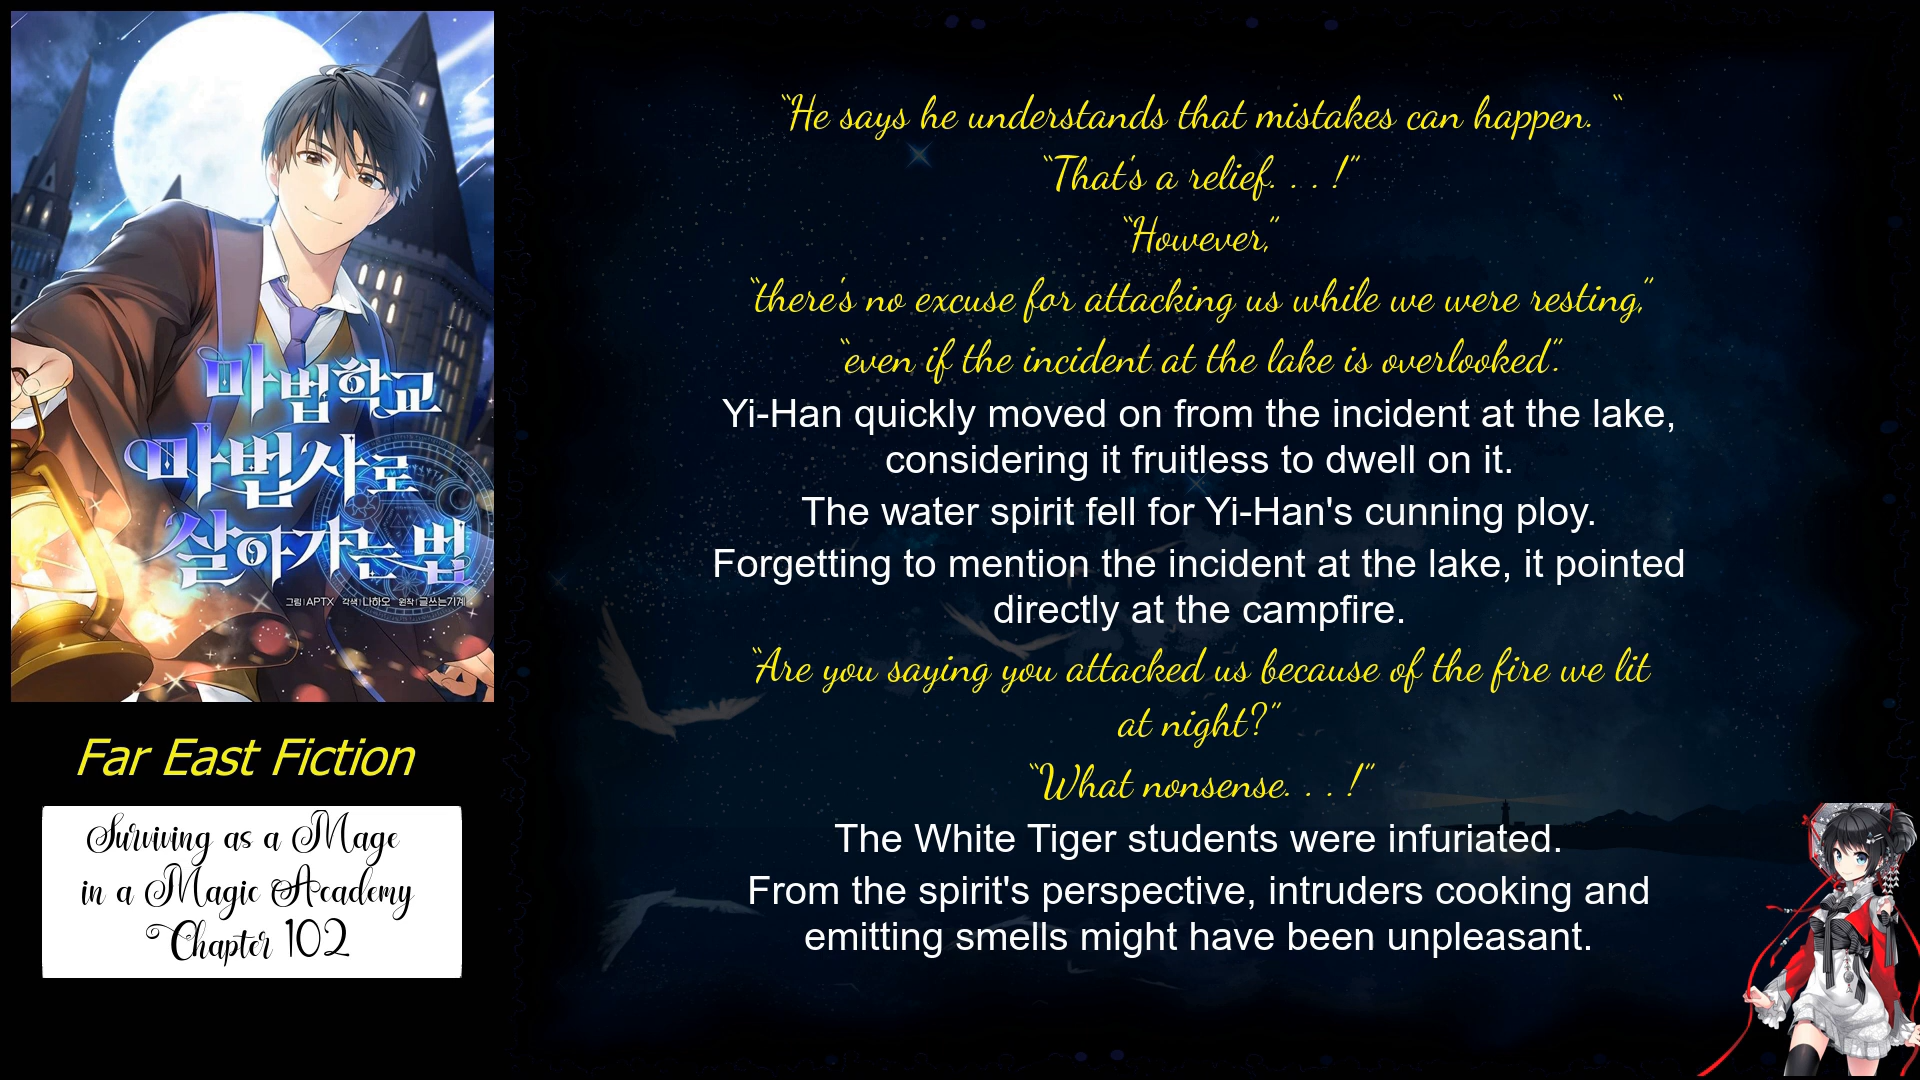 마법학교
마법사로
살아가는 법
그림|APTX 각색|나하오 원작|글쓰는기계
Far East Fiction
Surviving as a Mage
in a Magic Academy
Chapter 102
“He says he understands that mistakes can happen. “
“That's a relief. . . !”
“However,”
“there's no excuse for attacking us while we were resting,”
“even if the incident at the lake is overlooked”.
Yi-Han quickly moved on from the incident at the lake,
considering it fruitless to dwell on it.
The water spirit fell for Yi-Han's cunning ploy.
Forgetting to mention the incident at the lake, it pointed
directly at the campfire.
“Are you saying you attacked us because of the fire we lit
at night?”
“What nonsense. . . !”
The White Tiger students were infuriated.
From the spirit's perspective, intruders cooking and
emitting smells might have been unpleasant.